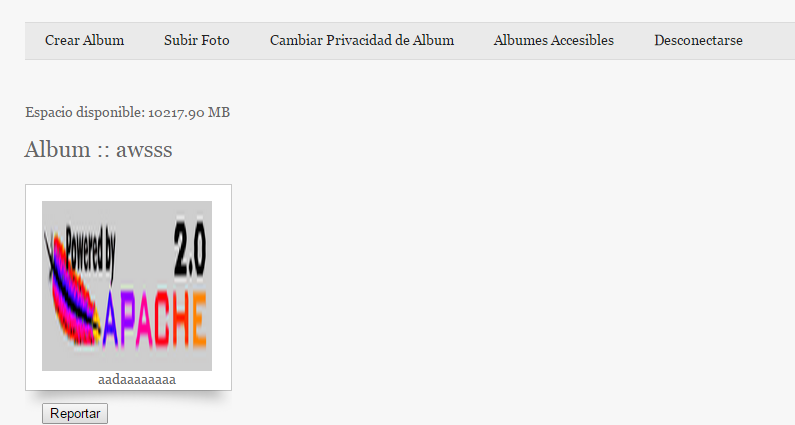 Crear Album Subir Foto Cambiar Privacidad de Album Albumes Accesibles Desconectarse
Espacio disponible: 10217.90 MB
Album :: awsss
Powered by 2.0
APACHE
aadaaaaaaaa
Reportar